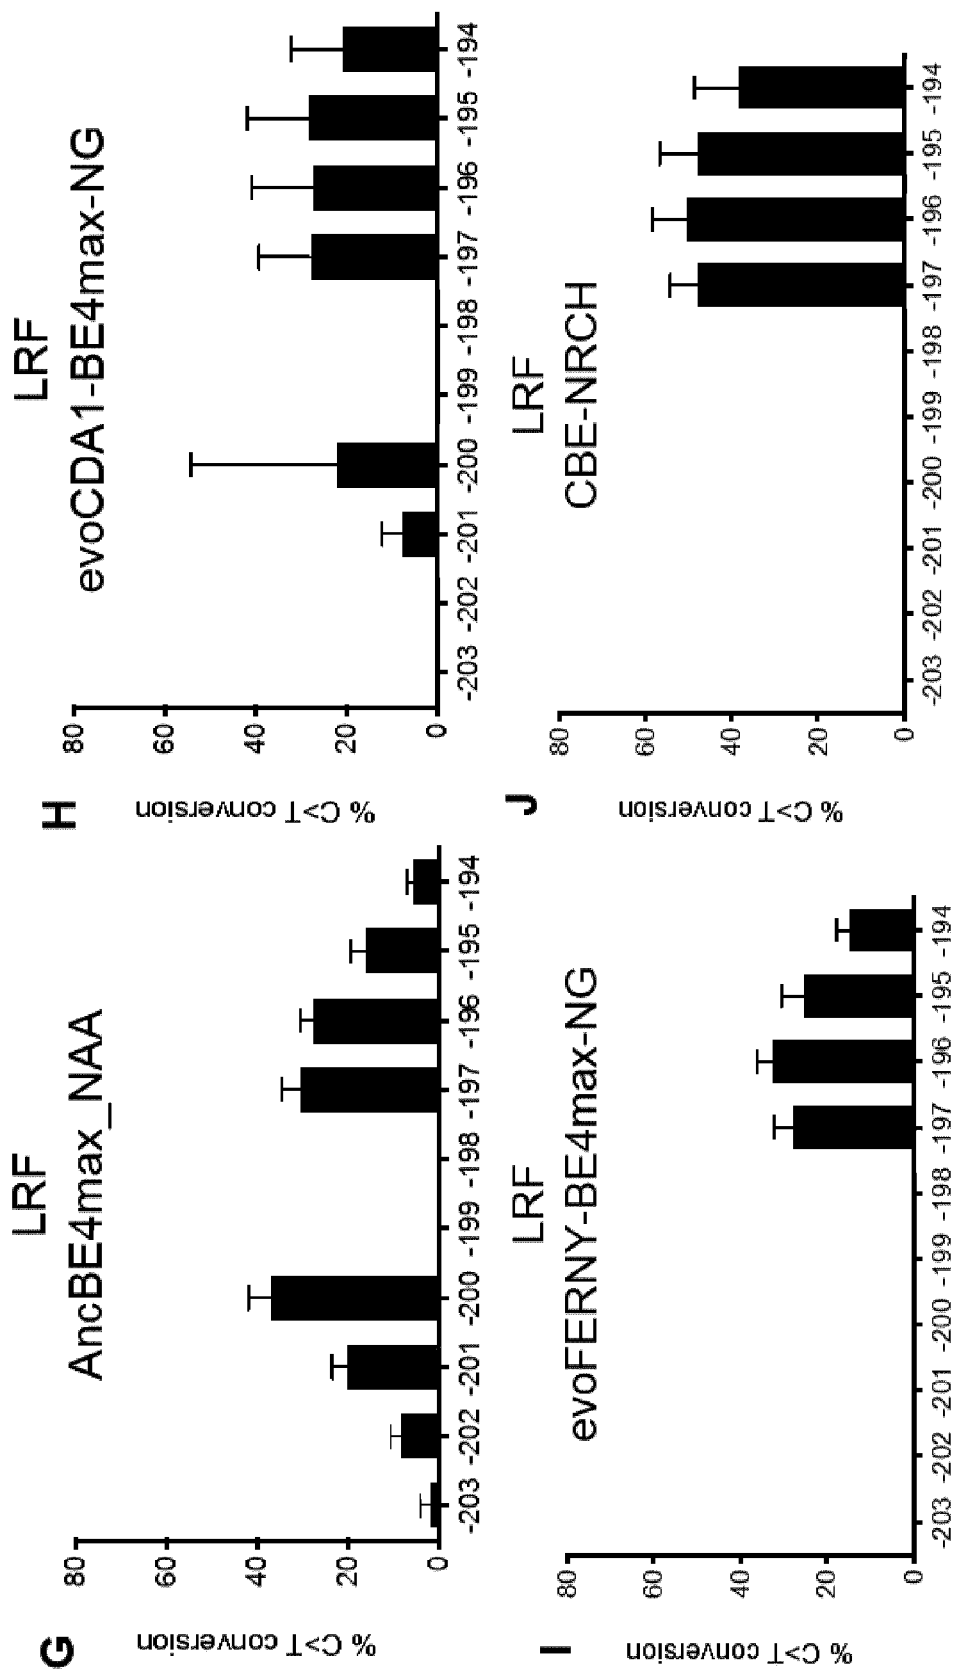 G
LRF
AncBE4max_NAA
% C>T conversion
80
60
40
20
0
-203 -202 -201 -200 -199 -198 -197 -196 -195 -194
H
LRF
evoCDA1-BE4max-NG
% C>T conversion
80
60
40
20
0
-203 -202 -201 -200 -199 -198 -197 -196 -195 -194
I
LRF
evoFERNY-BE4max-NG
% C>T conversion
80
60
40
20
0
-203 -202 -201 -200 -199 -198 -197 -196 -195 -194
J
LRF
CBE-NRCH
% C>T conversion
80
60
40
20
0
-203 -202 -201 -200 -199 -198 -197 -196 -195 -194